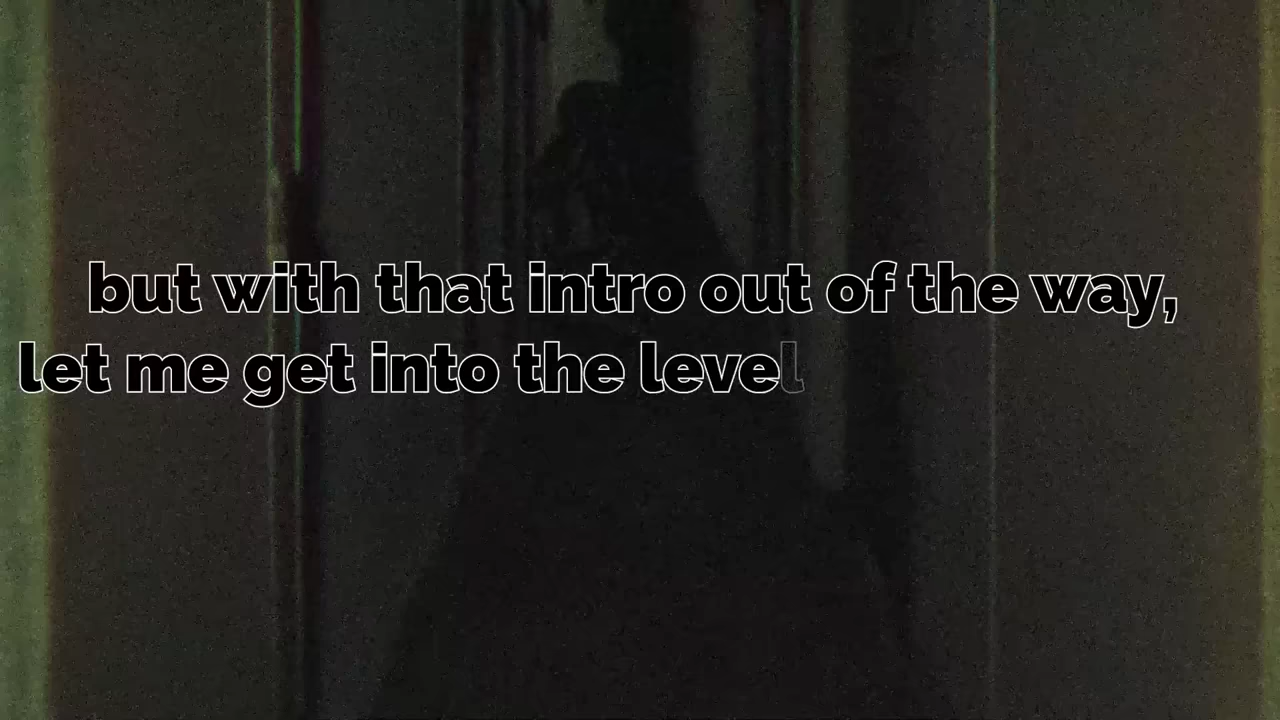 but with that intro out of the way,
let me get into the level